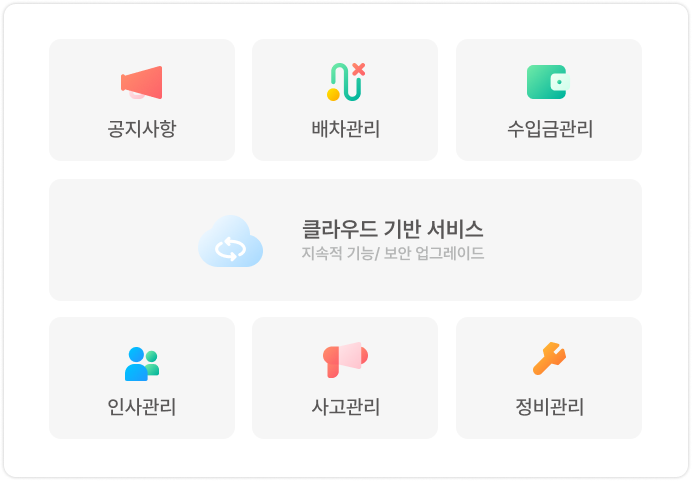 공지사항
배차관리
수입금관리
클라우드 기반 서비스
지속적 기능/ 보안 업그레이드
인사관리
사고관리
정비관리